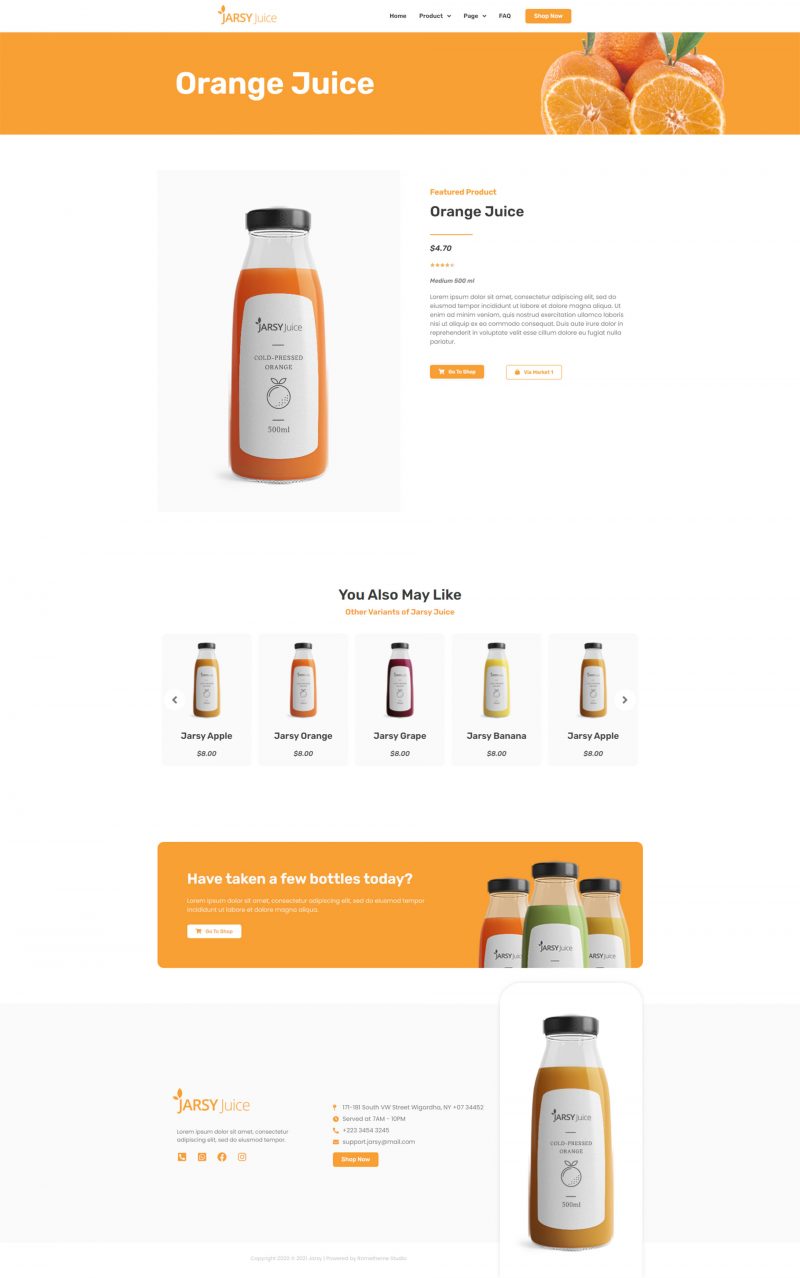 JARSY Juice
Home Product Page FAQ Shop Now
Orange Juice
Featured Product
Orange Juice
$4.70
Medium 500 ml
Lorem ipsum dolor sit amet, consectetur adipiscing elit, sed do
eiusmod tempor incididunt ut labore et dolore magna aliqua. Ut
enim ad minim veniam, quis nostrud exercitation ullamco laboris
nisi ut aliquip ex ea commodo consequat. Duis aute irure dolor in
reprehenderit in voluptate velit esse cillum dolore eu fugiat nulla
pariatur.
Go To Shop Via Market 1
JARSY Juice
COLD-PRESSED
ORANGE
500ml
You Also May Like
Other Variants of Jarsy Juice
Jarsy Apple Jarsy Orange Jarsy Grape Jarsy Banana Jarsy Apple
$8.00 $8.00 $8.00 $8.00 $8.00
Have taken a few bottles today?
Lorem ipsum dolor sit amet, consectetur adipiscing elit, sed do eiusmod tempor
incididunt ut labore et dolore magna aliqua.
Go To Shop
JARSY Juice
JARSY Juice
Lorem ipsum dolor sit amet, consectetur
adipiscing elit, sed do eiusmod tempor.
171-181 South VW Street Wigordha, NY +07 34452
Served at 7AM - 10PM
+223 3454 3245
support.jarsy@mail.com
Shop Now
JARSY Juice
COLD-PRESSED
ORANGE
500ml
Copyright 2020 © 2021 Jarsy | Powered by